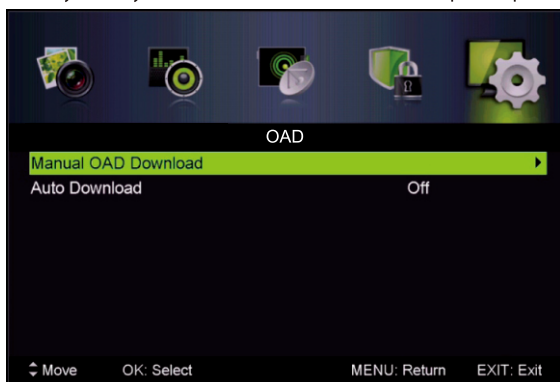 OAD
Manual OAD Download
Auto Download Off
Move OK: Select MENU: Return EXIT: Exit